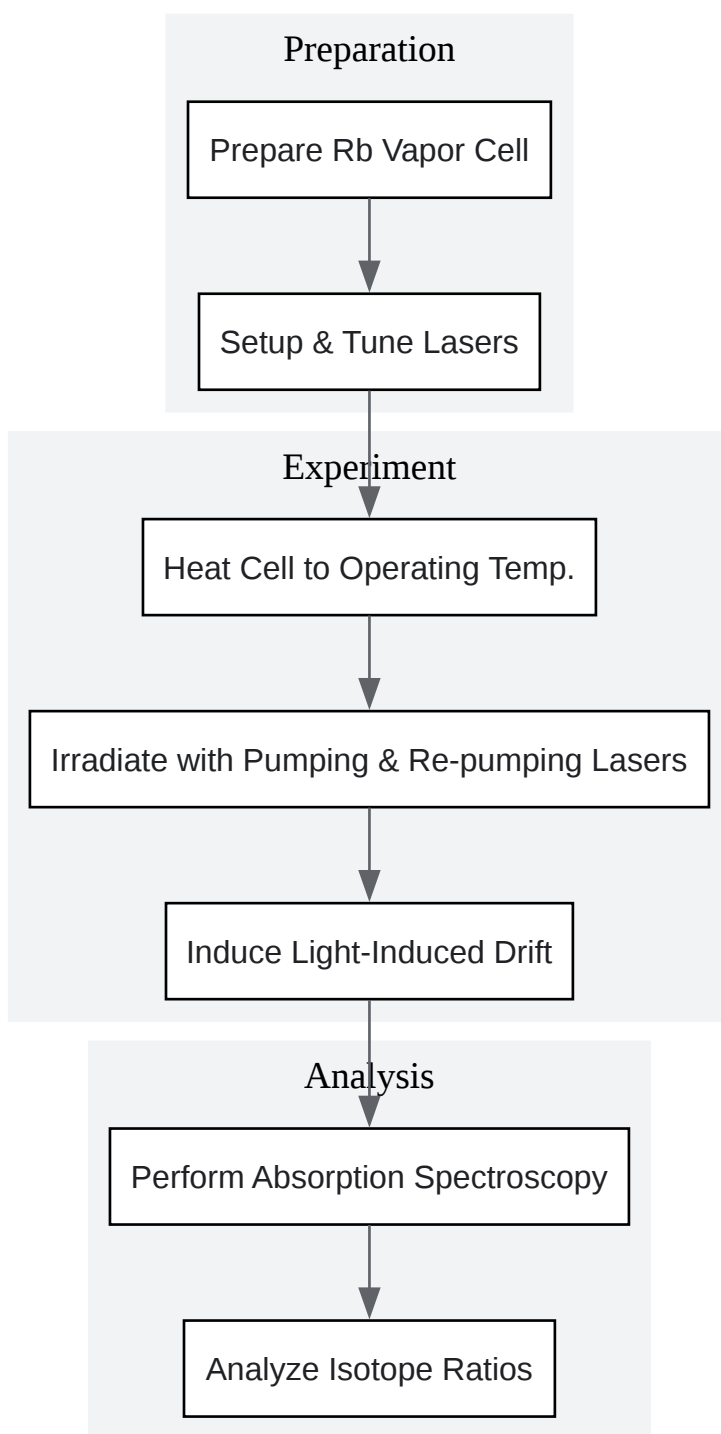 Preparation
Prepare Rb Vapor Cell
Setup & Tune Lasers
Experiment
Heat Cell to Operating Temp.
Irradiate with Pumping & Re-pumping Lasers
Induce Light-Induced Drift
Analysis
Perform Absorption Spectroscopy
Analyze Isotope Ratios